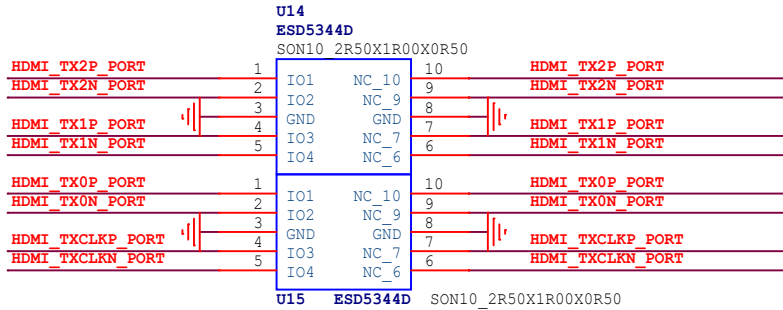 U14
ESD5344D
SON10_2R50X1R00X0R50
HDMI_TX2P_PORT 1 IO1 NC_10 10 HDMI_TX2P_PORT
HDMI_TX2N_PORT 2 IO2 NC_9 9 HDMI_TX2N_PORT
3 GND GND 8
HDMI_TX1P_PORT 4 IO3 NC_7 7 HDMI_TX1P_PORT
HDMI_TX1N_PORT 5 IO4 NC_6 6 HDMI_TX1N_PORT
HDMI_TX0P_PORT 1 IO1 NC_10 10 HDMI_TX0P_PORT
HDMI_TX0N_PORT 2 IO2 NC_9 9 HDMI_TX0N_PORT
3 GND GND 8
HDMI_TXCLKP_PORT 4 IO3 NC_7 7 HDMI_TXCLKP_PORT
HDMI_TXCLKN_PORT 5 IO4 NC_6 6 HDMI_TXCLKN_PORT
U15 ESD5344D SON10_2R50X1R00X0R50